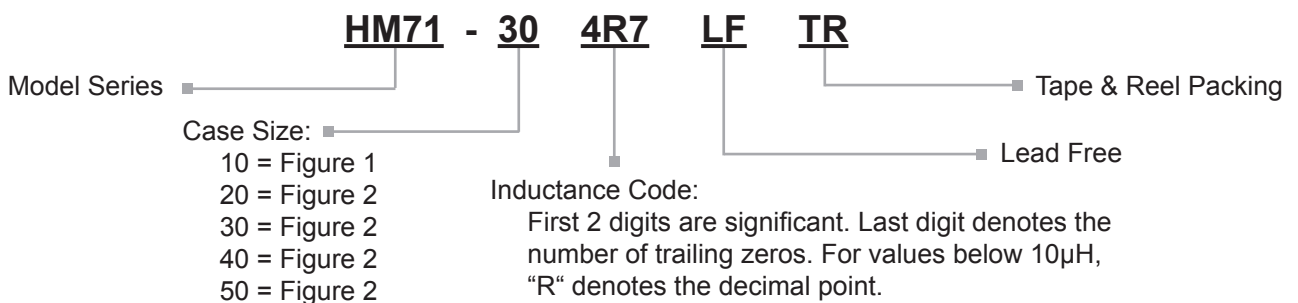 HM71 - 30 4R7 LF TR
Model Series
Tape & Reel Packing
Case Size:
10 = Figure 1
20 = Figure 2
30 = Figure 2
40 = Figure 2
50 = Figure 2
Lead Free
Inductance Code:
First 2 digits are significant. Last digit denotes the
number of trailing zeros. For values below 10µH,
“R“ denotes the decimal point.